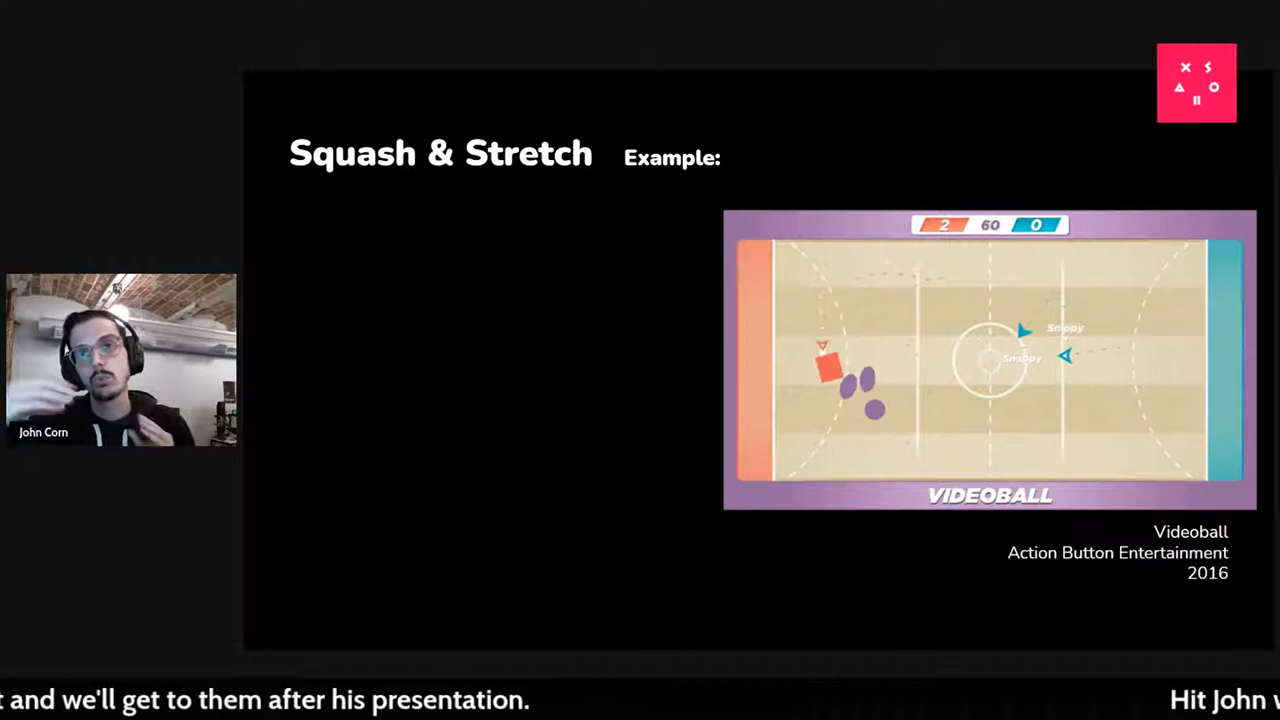 Squash & Stretch Example:
2 60 0
Snippy
Snappy
VIDEOBALL
Videoball
Action Button Entertainment
2016
John Corn
t and we'll get to them after his presentation.
Hit John